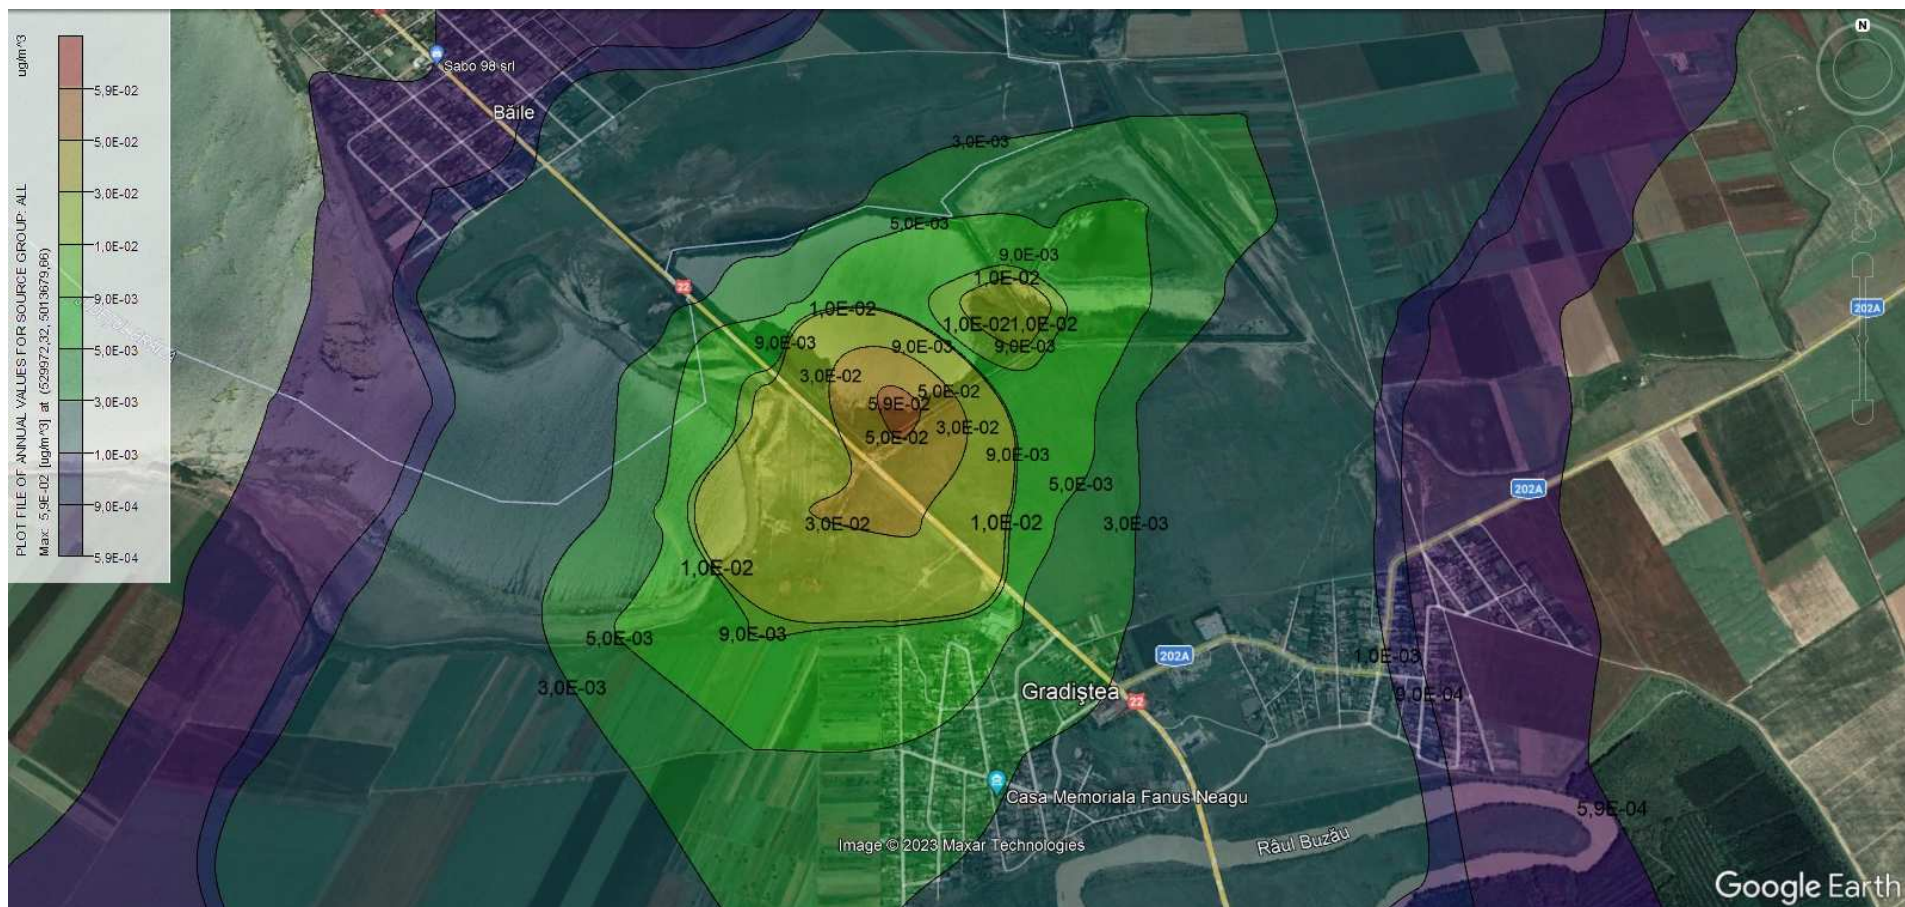 PLOT FILE OF ANNUAL VALUES FOR SOURCE GROUP: ALL
ug/m^3
Max: 5,9E-02 [ug/m^3] at (529972,32, 5013679,66)
5,9E-02
5,0E-02
3,0E-02
1,0E-02
9,0E-03
5,0E-03
3,0E-03
1,0E-03
9,0E-04
5,9E-04
Sabo 98 srl
Băile
N
3,0E-03
5,0E-03
9,0E-03
1,0E-02
22
1,0E-02
202A
1,0E-02
1,0E-02
9,0E-03
9,0E-03
9,0E-03
3,0E-02
5,0E-02
5,9E-02
3,0E-02
5,0E-02
9,0E-03
5,0E-03
202A
3,0E-02
1,0E-02
3,0E-03
1,0E-02
5,0E-03
9,0E-03
202A
1,0E-03
3,0E-03
Gradiştea
22
9,0E-04
Casa Memoriala Fanus Neagu
5,9E-04
Image © 2023 Maxar Technologies
Râul Buzău
Google Earth